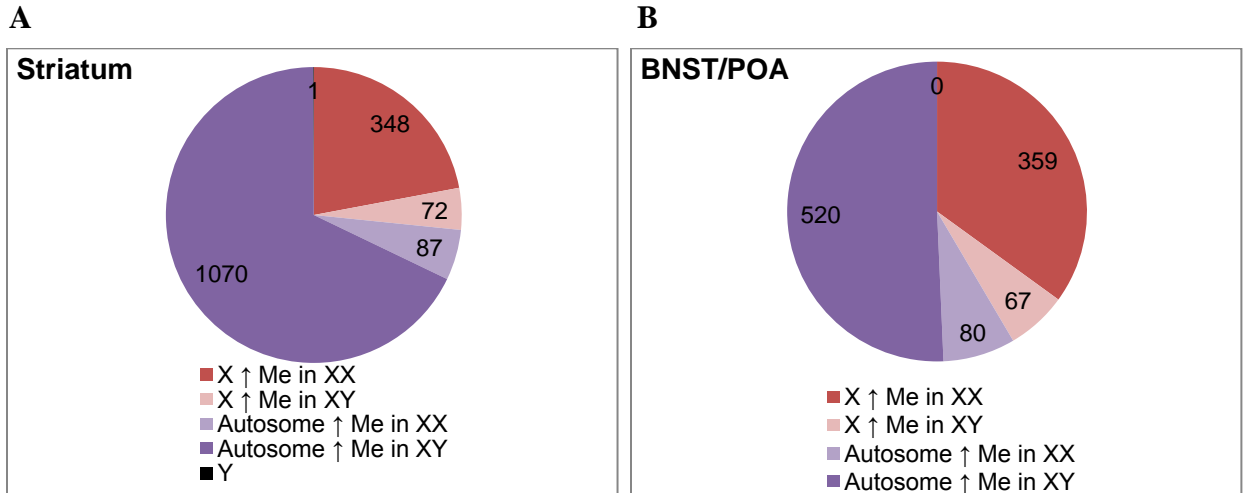 A
B
Striatum
1
348
72
87
1070
X ↑ Me in XX
X ↑ Me in XY
Autosome ↑ Me in XX
Autosome ↑ Me in XY
Y
BNST/POA
0
359
67
80
520
X ↑ Me in XX
X ↑ Me in XY
Autosome ↑ Me in XX
Autosome ↑ Me in XY